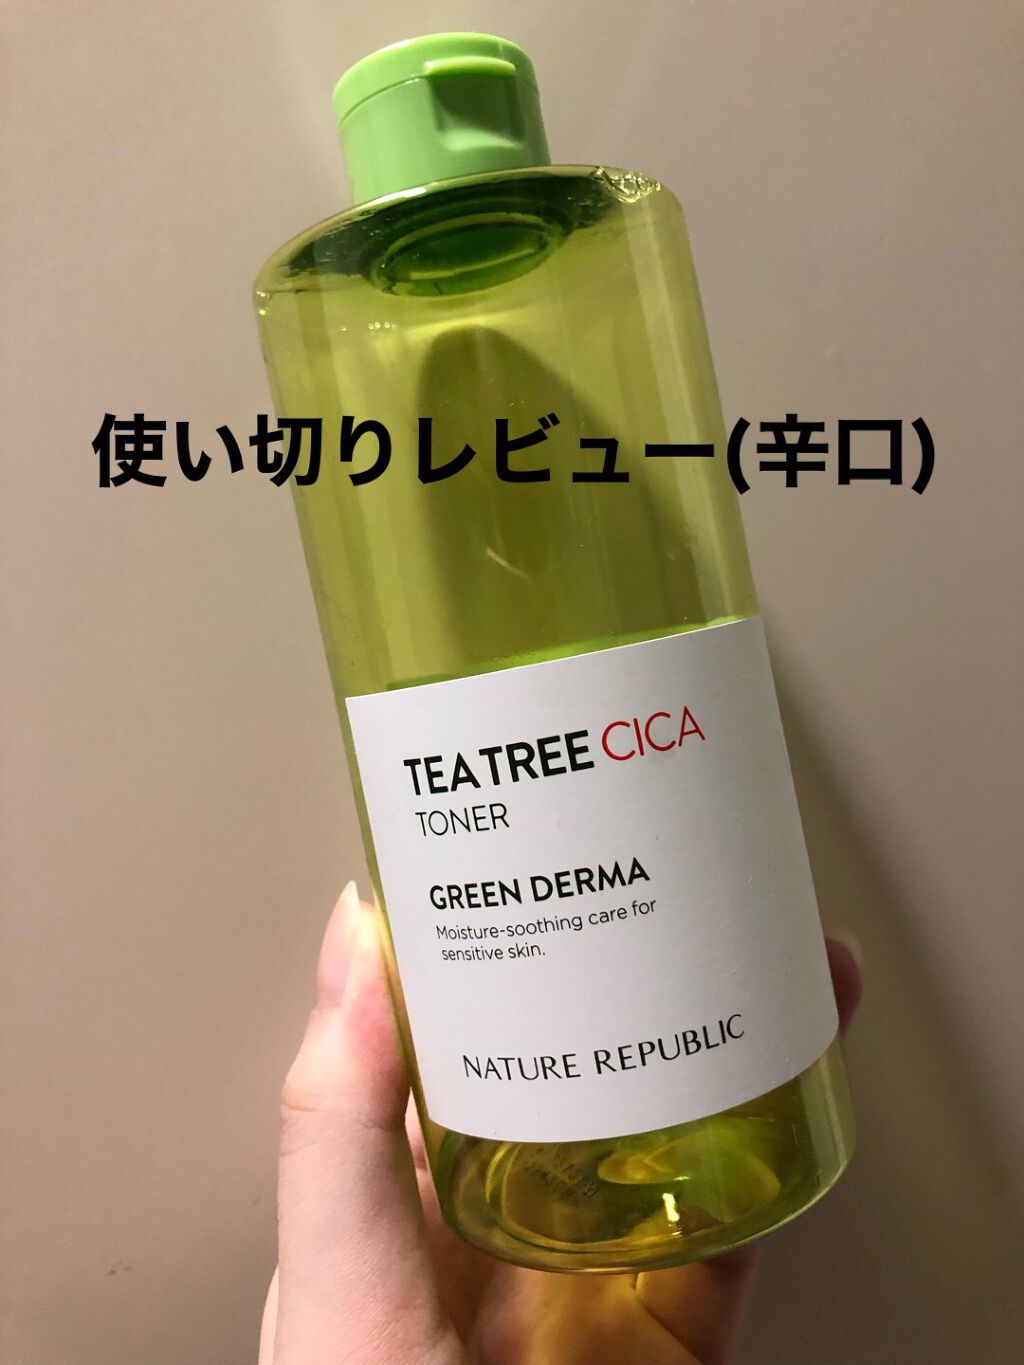 使い切りレビュー(辛口)
TEA TREE CICA
TONER
GREEN DERMA
Moisture-soothing care for
sensitive skin.
NATURE REPUBLIC